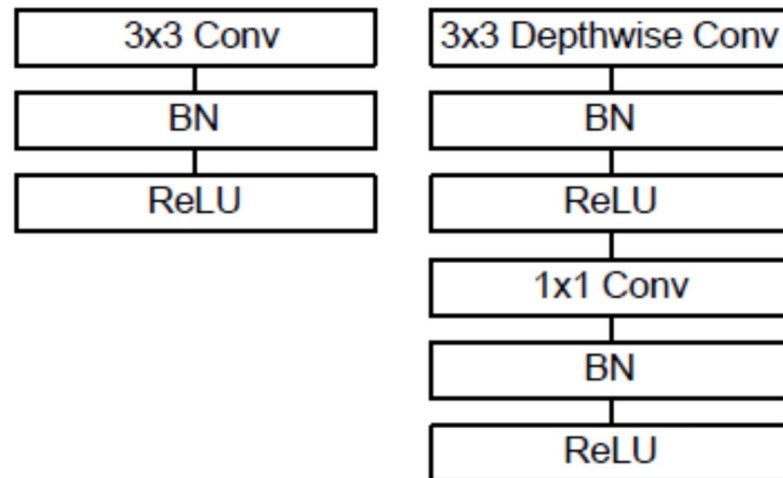 3x3 Conv
BN
ReLU
3x3 Depthwise Conv
BN
ReLU
1x1 Conv
BN
ReLU